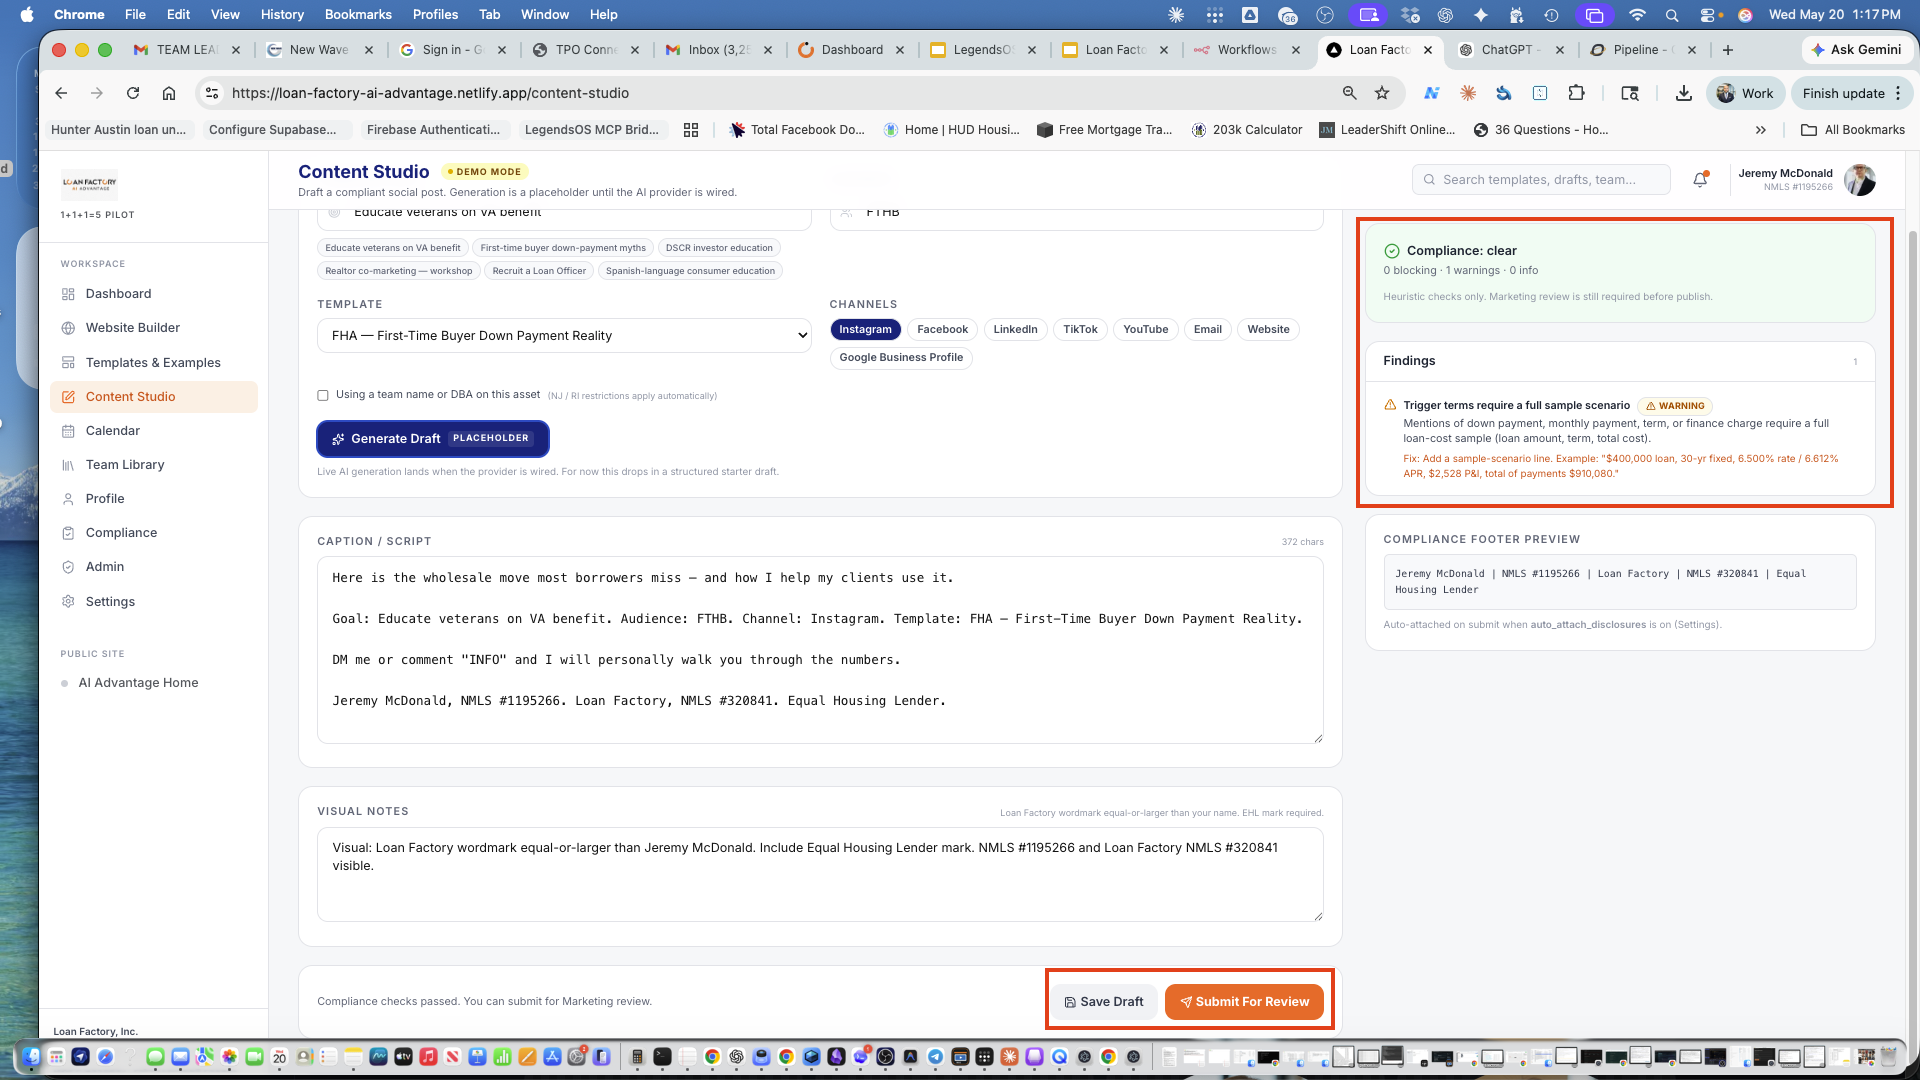 Chrome File Edit View History Bookmarks Profiles Tab Window Help
36
Wed May 20 1:17 PM
TEAM LEA
New Wave
Sign in - G
TPO Conne
Inbox (3,28
Dashboard
LegendsOS
Loan Facto
Workflows
Loan Facto
ChatGPT -
Pipeline -
Ask Gemini
https://loan-factory-ai-advantage.netlify.app/content-studio
Work
Finish update
Hunter Austin loan un...
Configure Supabase...
Firebase Authenticati...
LegendsOS MCP Brid...
Total Facebook Do...
Home | HUD Housi...
Free Mortgage Tra...
203k Calculator
JM
LeaderShift Online...
36 Questions - Ho...
All Bookmarks
LOAN FACTORY
AI ADVANTAGE
1+1+1=5 PILOT
WORKSPACE
Dashboard
Website Builder
Templates & Examples
Content Studio
Calendar
Team Library
Profile
Compliance
Admin
Settings
PUBLIC SITE
AI Advantage Home
Loan Factory, Inc.
Content Studio
DEMO MODE
Draft a compliant social post. Generation is a placeholder until the AI provider is wired.
Search templates, drafts, team...
Jeremy McDonald
NMLS #1195266
Educate veterans on VA benefit
FTHB
Educate veterans on VA benefit
First-time buyer down-payment myths
DSCR investor education
Realtor co-marketing — workshop
Recruit a Loan Officer
Spanish-language consumer education
TEMPLATE
FHA — First-Time Buyer Down Payment Reality
CHANNELS
Instagram
Facebook
LinkedIn
TikTok
YouTube
Email
Website
Google Business Profile
Using a team name or DBA on this asset (NJ / RI restrictions apply automatically)
Generate Draft PLACEHOLDER
Live AI generation lands when the provider is wired. For now this drops in a structured starter draft.
CAPTION / SCRIPT
372 chars
Here is the wholesale move most borrowers miss — and how I help my clients use it.
Goal: Educate veterans on VA benefit. Audience: FTHB. Channel: Instagram. Template: FHA — First-Time Buyer Down Payment Reality.
DM me or comment "INFO" and I will personally walk you through the numbers.
Jeremy McDonald, NMLS #1195266. Loan Factory, NMLS #320841. Equal Housing Lender.
VISUAL NOTES
Loan Factory wordmark equal-or-larger than your name. EHL mark required.
Visual: Loan Factory wordmark equal-or-larger than Jeremy McDonald. Include Equal Housing Lender mark. NMLS #1195266 and Loan Factory NMLS #320841
visible.
Compliance checks passed. You can submit for Marketing review.
Save Draft
Submit For Review
Compliance: clear
0 blocking · 1 warnings · 0 info
Heuristic checks only. Marketing review is still required before publish.
Findings
1
Trigger terms require a full sample scenario
WARNING
Mentions of down payment, monthly payment, term, or finance charge require a full
loan-cost sample (loan amount, term, total cost).
Fix: Add a sample-scenario line. Example: "$400,000 loan, 30-yr fixed, 6.500% rate / 6.612%
APR, $2,528 P&I, total of payments $910,080."
COMPLIANCE FOOTER PREVIEW
Jeremy McDonald | NMLS #1195266 | Loan Factory | NMLS #320841 | Equal
Housing Lender
Auto-attached on submit when auto_attach_disclosures is on (Settings).
20